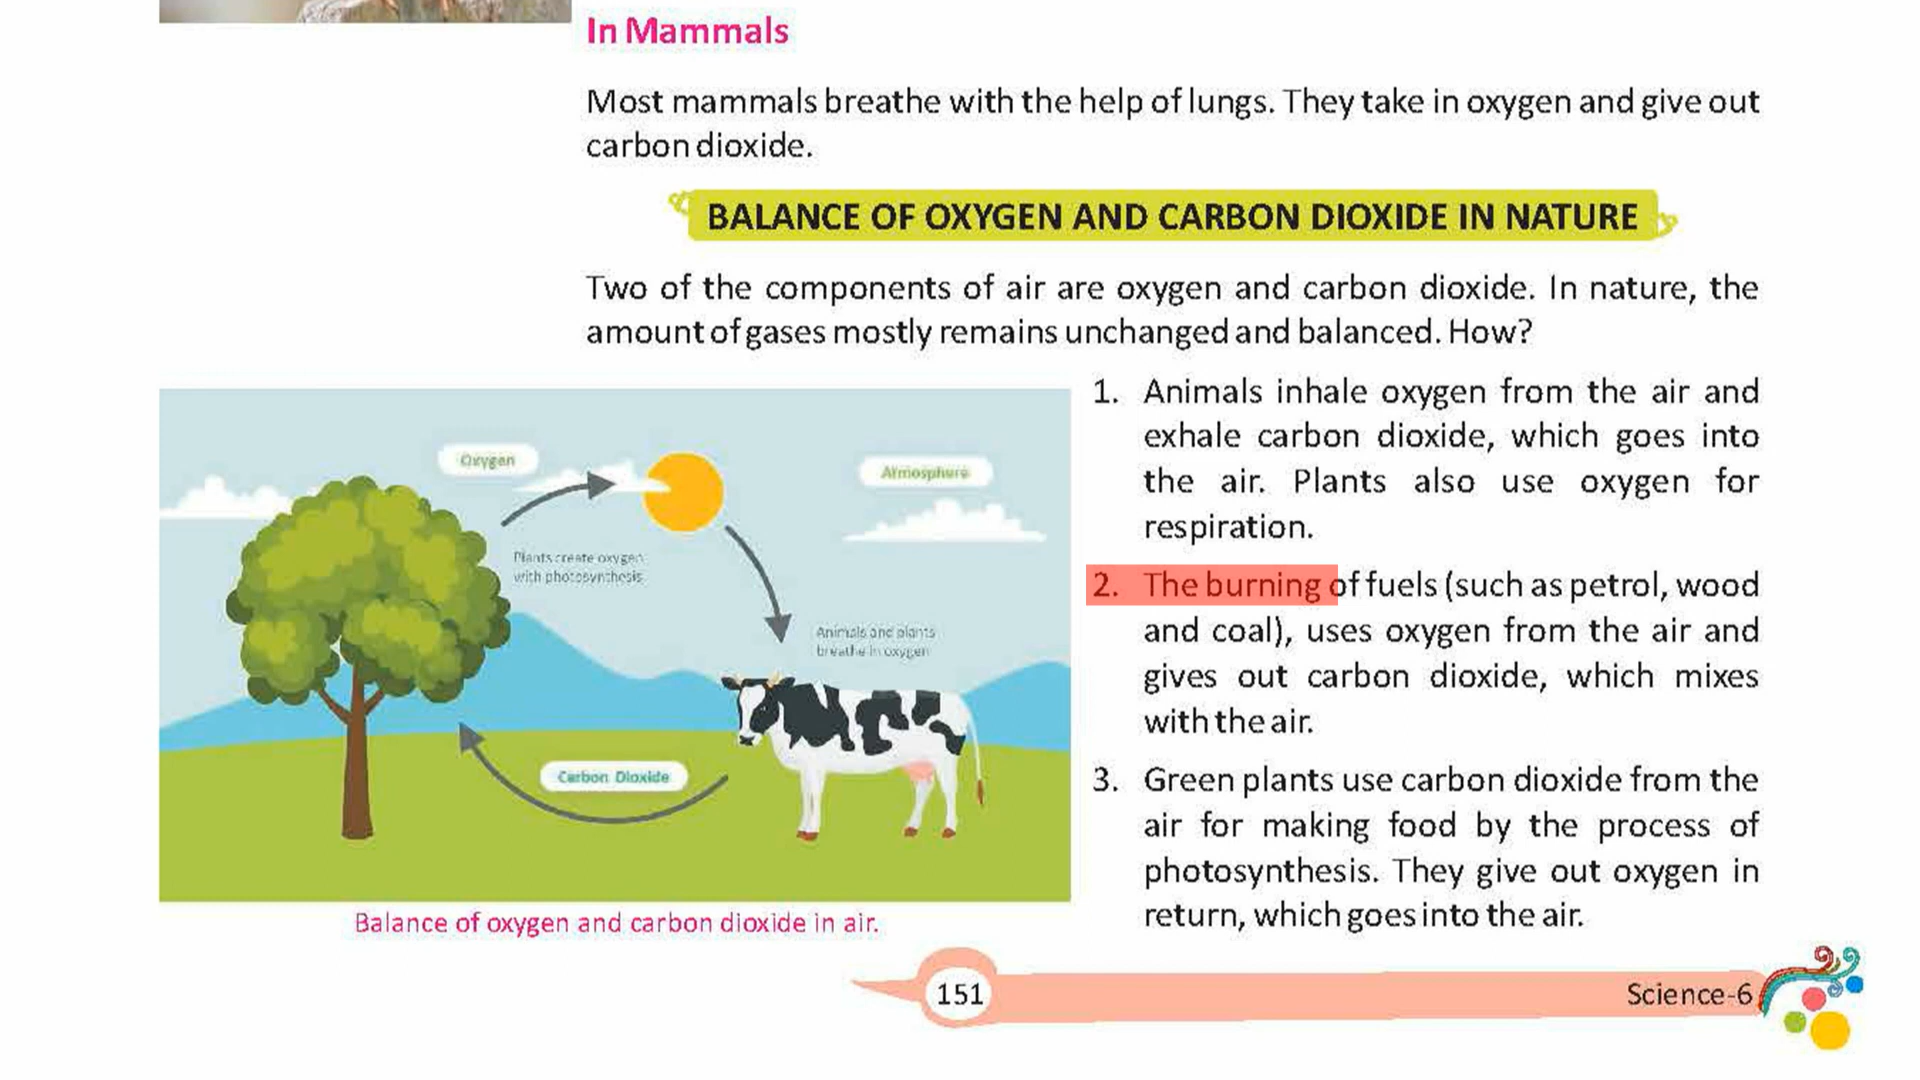 In Mammals
Most mammals breathe with the help of lungs. They take in oxygen and give out
carbon dioxide.
BALANCE OF OXYGEN AND CARBON DIOXIDE IN NATURE
Two of the components of air are oxygen and carbon dioxide. In nature, the
amount of gases mostly remains unchanged and balanced. How?
Oxygen
Atmosphere
Plants create oxygen
with photosynthesis
Animals and plants
breathe in oxygen
Carbon Dioxide
Balance of oxygen and carbon dioxide in air.
1. Animals inhale oxygen from the air and
exhale carbon dioxide, which goes into
the air. Plants also use oxygen for
respiration.
2. The burning of fuels (such as petrol, wood
and coal), uses oxygen from the air and
gives out carbon dioxide, which mixes
with the air.
3. Green plants use carbon dioxide from the
air for making food by the process of
photosynthesis. They give out oxygen in
return, which goes into the air.
151
Science-6